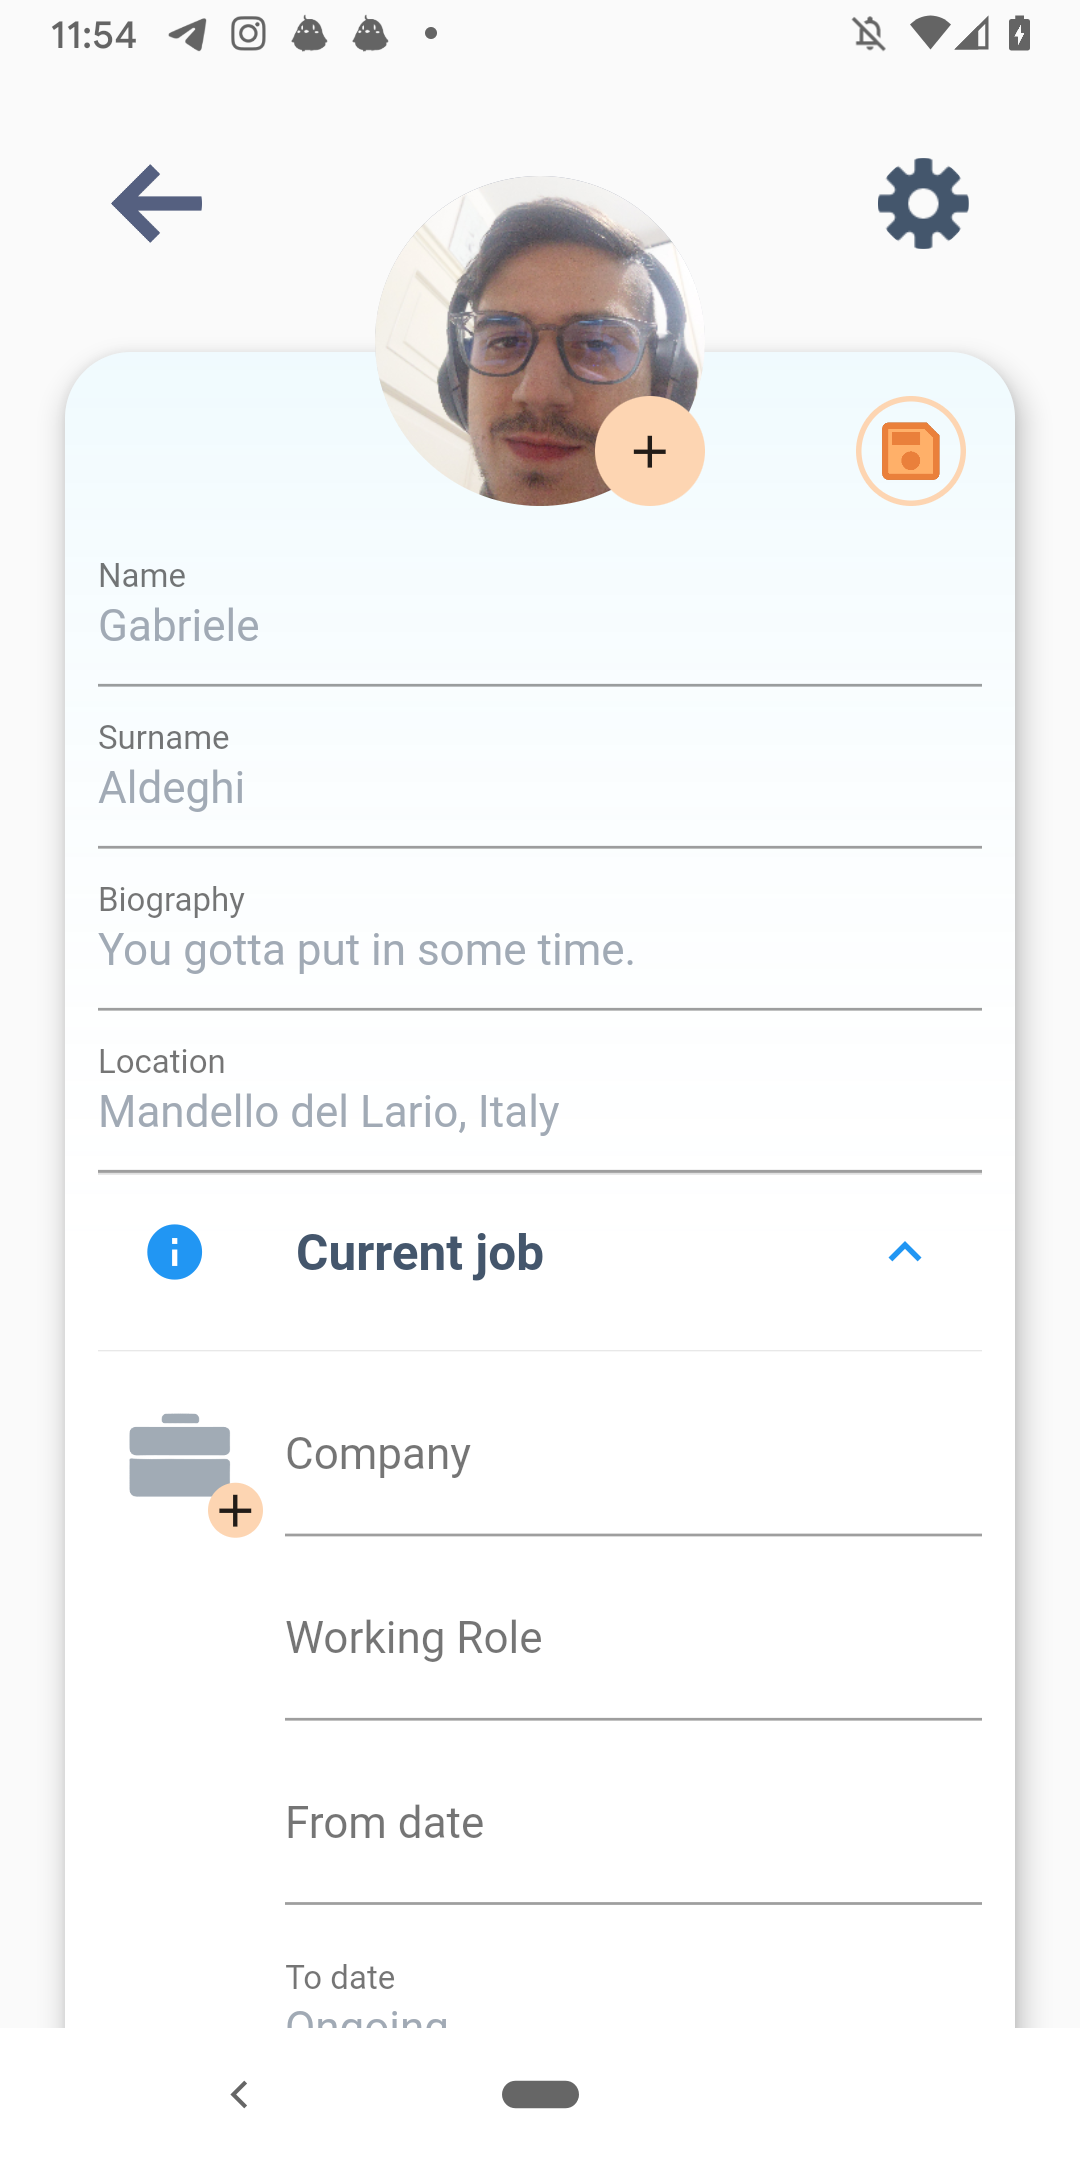 11:54
Name
Gabriele
Surname
Aldeghi
Biography
You gotta put in some time.
Location
Mandello del Lario, Italy
Current job
Company
Working Role
From date
To date
Ongoing